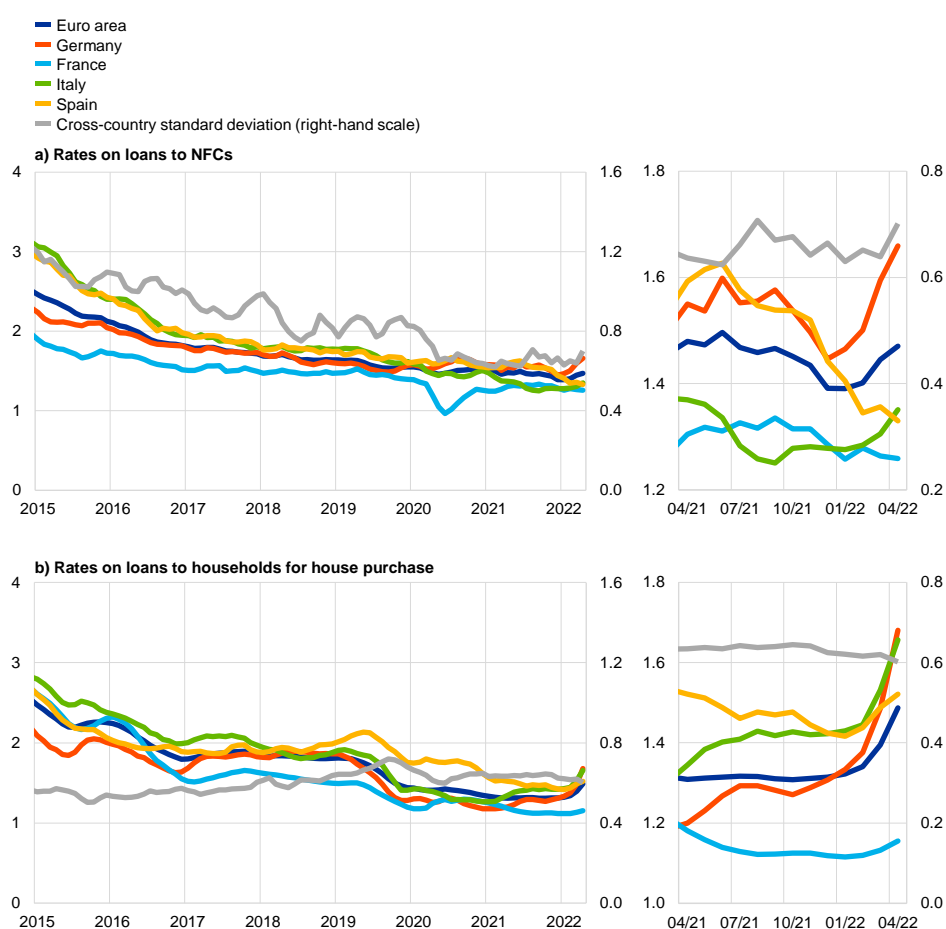 Euro area
Germany
France
Italy
Spain
Cross-country standard deviation (right-hand scale)
a) Rates on loans to NFCs
4 1.6 1.8 0.8
3 1.2 1.6 0.6
2 0.8 1.4 0.4
1 0.4
0 0.0 1.2 0.2
2015 2016 2017 2018 2019 2020 2021 2022 04/21 07/21 10/21 01/22 04/22
b) Rates on loans to households for house purchase
4 1.6 1.8 0.8
3 1.2 1.6 0.6
2 0.8 1.4 0.4
1 0.4 1.2 0.2
0 0.0 1.0 0.0
2015 2016 2017 2018 2019 2020 2021 2022 04/21 07/21 10/21 01/22 04/22